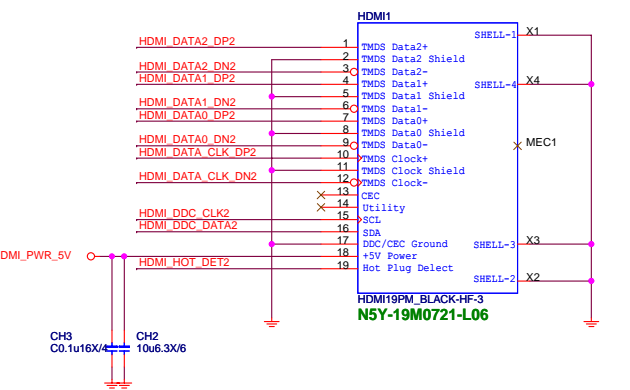 HDMI1
HDMI_DATA2_DP2 1 TMDS Data2+ SHELL-1 X1
2 TMDS Data2 Shield
HDMI_DATA2_DN2 3 TMDS Data2-
HDMI_DATA1_DP2 4 TMDS Data1+ SHELL-4 X4
5 TMDS Data1 Shield
HDMI_DATA1_DN2 6 TMDS Data1-
HDMI_DATA0_DP2 7 TMDS Data0+
8 TMDS Data0 Shield
HDMI_DATA0_DN2 9 TMDS Data0- MEC1
HDMI_DATA_CLK_DP2 10 TMDS Clock+
11 TMDS Clock Shield
HDMI_DATA_CLK_DN2 12 TMDS Clock-
13 CEC
14 Utility
HDMI_DDC_CLK2 15 SCL
HDMI_DDC_DATA2 16 SDA
17 DDC/CEC Ground SHELL-3 X3
DMI_PWR_5V 18 +5V Power
HDMI_HOT_DET2 19 Hot Plug Delect
SHELL-2 X2
HDMI19PM_BLACK-HF-3
N5Y-19M0721-L06
CH3 CH2
C0.1u16X/4 10u6.3X/6